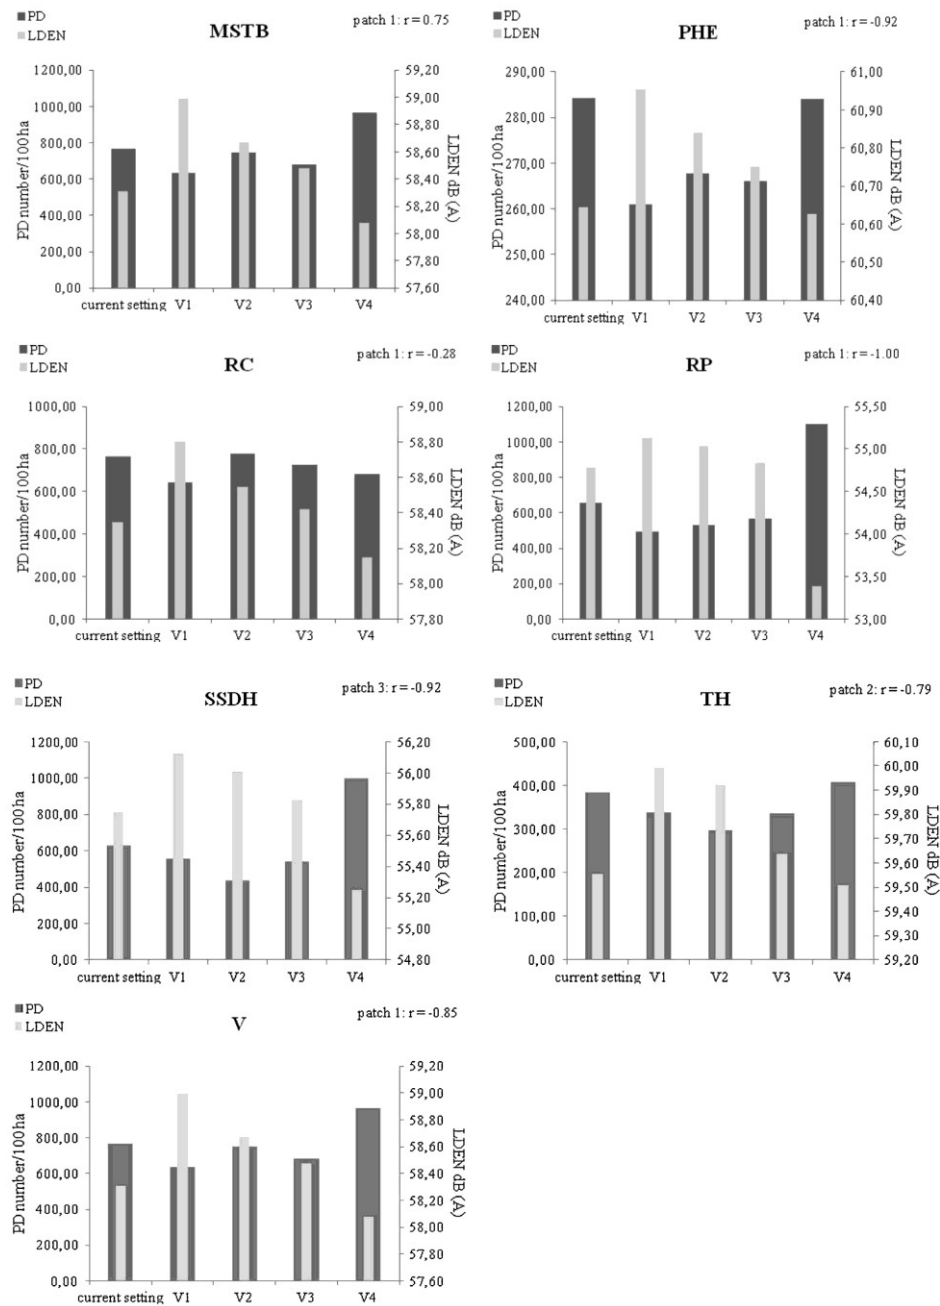 PD
LDEN
MSTB
patch 1: r = 0.75
1200,00
1000,00
800,00
600,00
400,00
200,00
0,00
PD number/100ha
59,20
59,00
58,80
58,60
58,40
58,20
58,00
57,80
57,60
LDEN dB (A)
current setting V1 V2 V3 V4
PD
LDEN
PHE
patch 1: r = -0.92
290,00
280,00
270,00
260,00
250,00
240,00
PD number/100ha
61,00
60,90
60,80
60,70
60,60
60,50
60,40
LDEN dB (A)
current setting V1 V2 V3 V4
PD
LDEN
RC
patch 1: r = -0.28
1000,00
800,00
600,00
400,00
200,00
0,00
PD number/100ha
59,00
58,80
58,60
58,40
58,20
58,00
57,80
LDEN dB (A)
current setting V1 V2 V3 V4
PD
LDEN
RP
patch 1: r = -1.00
1200,00
1000,00
800,00
600,00
400,00
200,00
0,00
PD number/100ha
55,50
55,00
54,50
54,00
53,50
53,00
LDEN dB (A)
current setting V1 V2 V3 V4
PD
LDEN
SSDH
patch 3: r = -0.92
1200,00
1000,00
800,00
600,00
400,00
200,00
0,00
PD number/100ha
56,20
56,00
55,80
55,60
55,40
55,20
55,00
54,80
LDEN dB (A)
current setting V1 V2 V3 V4
PD
LDEN
TH
patch 2: r = -0.79
500,00
400,00
300,00
200,00
100,00
0,00
PD number/100ha
60,10
60,00
59,90
59,80
59,70
59,60
59,50
59,40
59,30
59,20
LDEN dB (A)
current setting V1 V2 V3 V4
PD
LDEN
V
patch 1: r = -0.85
1200,00
1000,00
800,00
600,00
400,00
200,00
0,00
PD number/100ha
59,20
59,00
58,80
58,60
58,40
58,20
58,00
57,80
57,60
LDEN dB (A)
current setting V1 V2 V3 V4